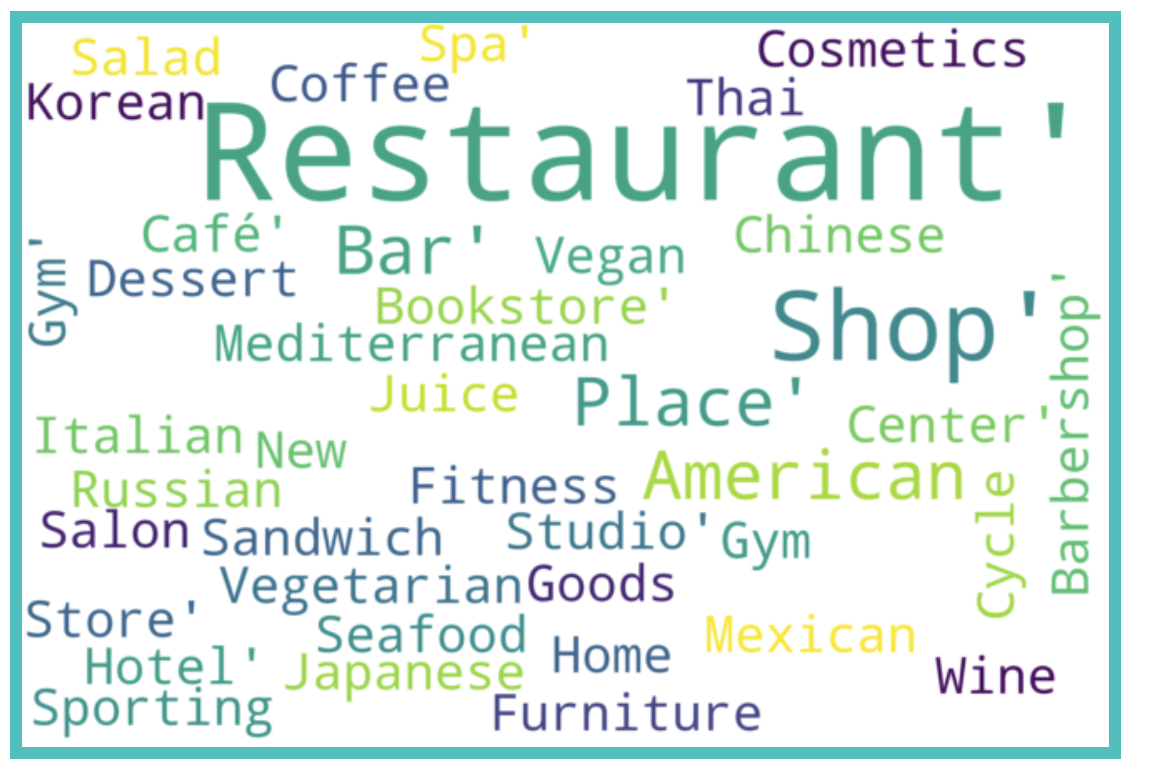 Salad
Spa'
Cosmetics
Korean
Coffee
Thai
Restaurant'
Café'
Bar'
Vegan
Chinese
Gym'
Dessert
Bookstore'
Shop'
Mediterranean
Barbershop'
Juice
Place'
Center'
Italian
New
American
Russian
Fitness
Cycle
Salon
Sandwich
Studio'
Gym
Vegetarian
Goods
Store'
Seafood
Home
Mexican
Hotel'
Japanese
Wine
Sporting
Furniture